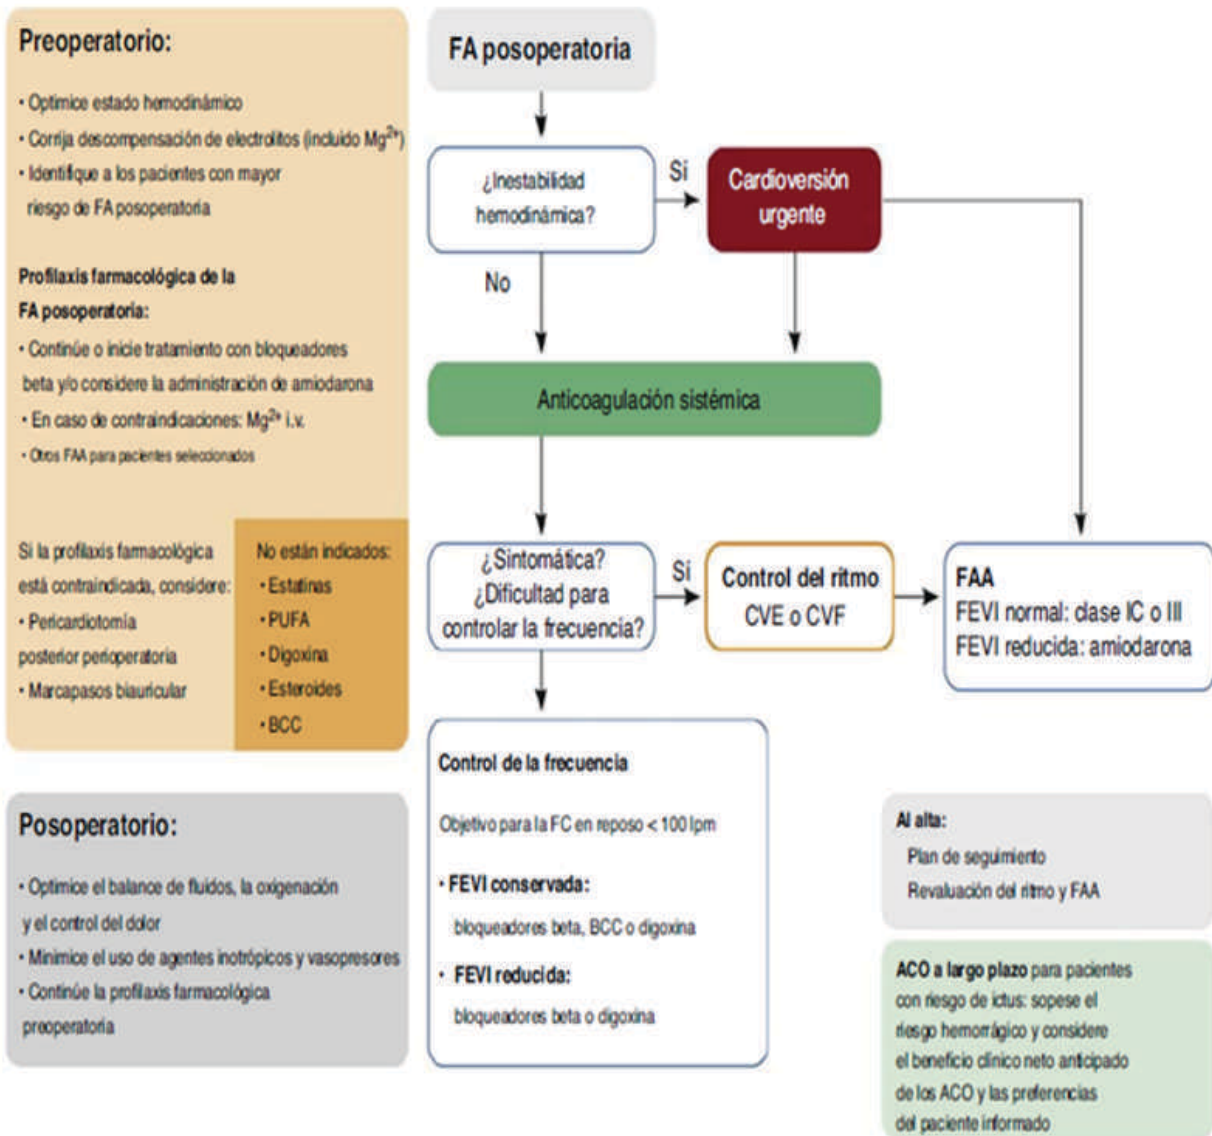 Preoperatorio:
• Optimice estado hemodinámico
• Corrija descompensación de electrolitos (incluido Mg²⁺)
• Identifique a los pacientes con mayor
riesgo de FA posoperatoria
Profilaxis farmacológica de la
FA posoperatoria:
• Continúe o inicie tratamiento con bloqueadores
beta y/o considere la administración de amiodarona
• En caso de contraindicaciones: Mg²⁺ i.v.
• Otros FAA para pacientes seleccionados
Si la profilaxis farmacológica
está contraindicada, considere:
• Pericardiotomía
posterior perioperatoria
• Marcapasos biauricular
No están indicados:
• Estatinas
• PUFA
• Digoxina
• Esteroides
• BCC
Posoperatorio:
• Optimice el balance de fluidos, la oxigenación
y el control del dolor
• Minimice el uso de agentes inotrópicos y vasopresores
• Continúe la profilaxis farmacológica
preoperatoria
FA posoperatoria
¿Inestabilidad
hemodinámica?
Sí
Cardioversión
urgente
No
Anticoagulación sistémica
¿Sintomática?
¿Dificultad para
controlar la frecuencia?
Sí
Control del ritmo
CVE o CVF
FAA
FEVI normal: clase IC o III
FEVI reducida: amiodarona
Control de la frecuencia
Objetivo para la FC en reposo < 100 lpm
• FEVI conservada:
bloqueadores beta, BCC o digoxina
• FEVI reducida:
bloqueadores beta o digoxina
Al alta:
Plan de seguimiento
Revaluación del ritmo y FAA
ACO a largo plazo para pacientes
con riesgo de ictus: sopese el
riesgo hemorrágico y considere
el beneficio clínico neto anticipado
de los ACO y las preferencias
del paciente informado